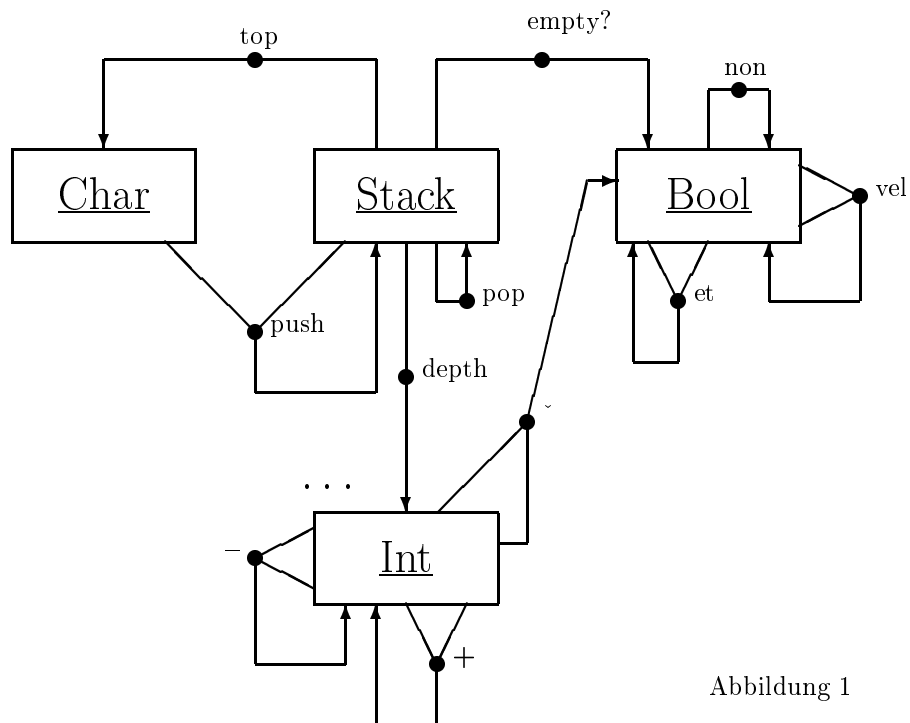 empty?
top
non
Char
Stack
Bool
vel
pop
et
push
depth
ˇ
. . .
−
Int
+
Abbildung 1